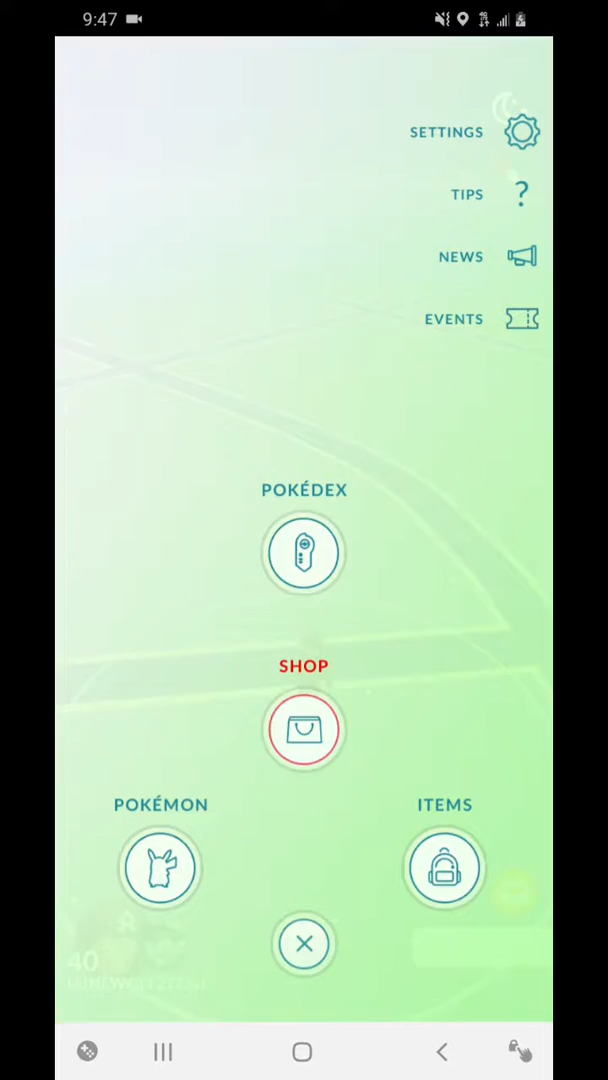 9:47
SETTINGS
TIPS
?
NEWS
EVENTS
POKÉDEX
SHOP
POKÉMON
ITEMS
40